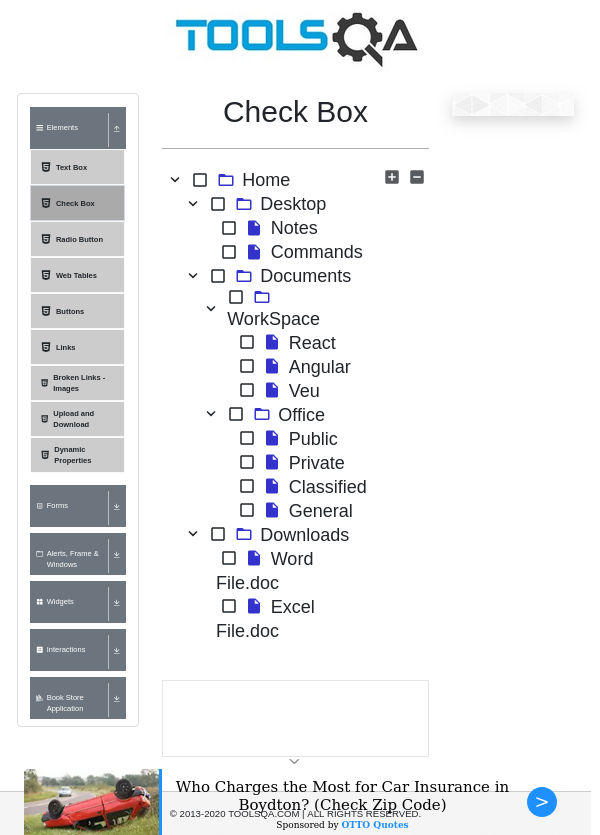 TOOLSQA
Elements
Text Box
Check Box
Radio Button
Web Tables
Buttons
Links
Broken Links -
Images
Upload and
Download
Dynamic
Properties
Forms
Alerts, Frame &
Windows
Widgets
Interactions
Book Store
Application
Check Box
Home
Desktop
Notes
Commands
Documents
WorkSpace
React
Angular
Veu
Office
Public
Private
Classified
General
Downloads
Word
File.doc
Excel
File.doc
Who Charges the Most for Car Insurance in
Boydton? (Check Zip Code)
© 2013-2020 TOOLSQA.COM | ALL RIGHTS RESERVED.
Sponsored by OTTO Quotes